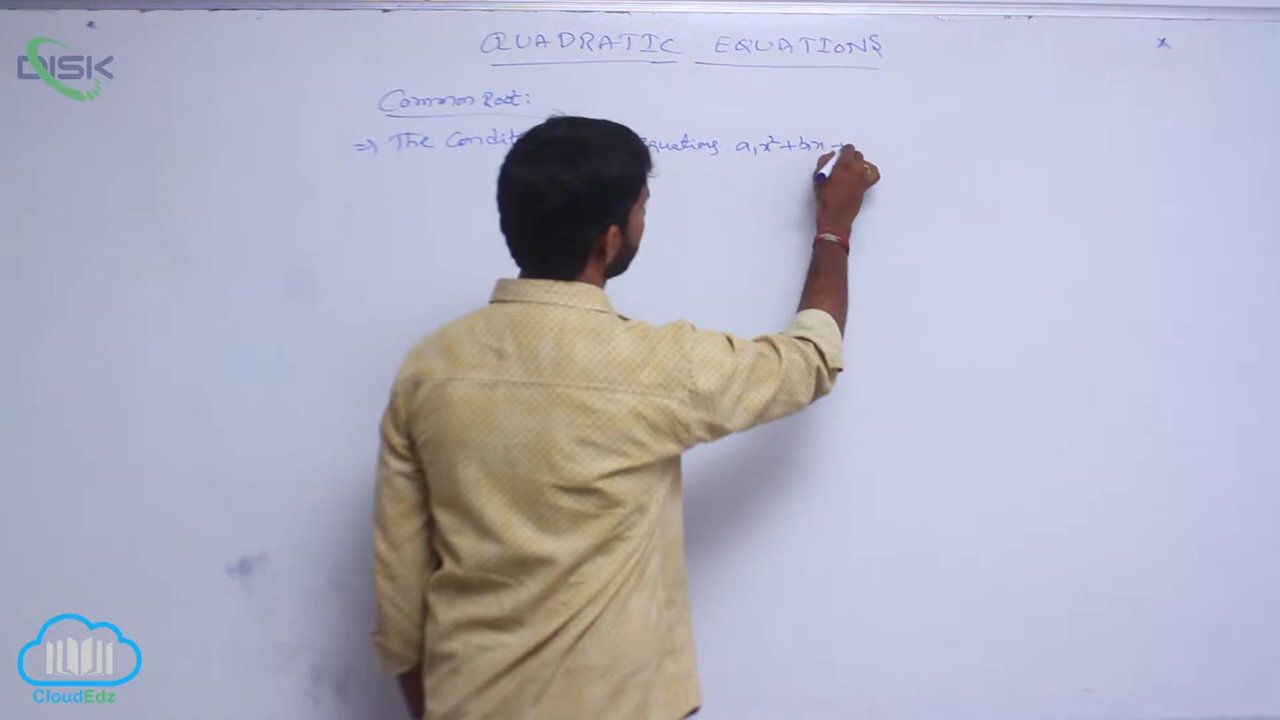 DISK
QUADRATIC EQUATIONS
Common Root:
⇒ The Condit equations a₁x²+b₁x +
CloudEdz